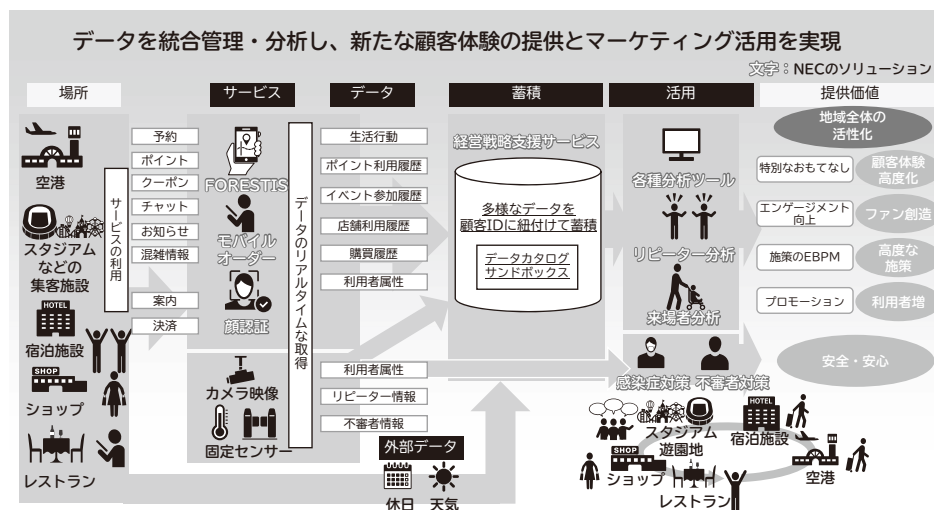 データを統合管理・分析し、新たな顧客体験の提供とマーケティング活用を実現
文字：NECのソリューション
場所
サービス
データ
蓄積
活用
提供価値
空港
スタジアム
などの
集客施設
HOTEL
宿泊施設
SHOP
ショップ
レストラン
サービスの利用
予約
ポイント
クーポン
チャット
お知らせ
混雑情報
案内
決済
FORESTIS
モバイル
オーダー
顔認証
カメラ映像
固定センサー
データのリアルタイムな取得
生活行動
ポイント利用履歴
イベント参加履歴
店舗利用履歴
購買履歴
利用者属性
利用者属性
リピーター情報
不審者情報
外部データ
休日
天気
経営戦略支援サービス
多様なデータを
顧客IDに紐付けて蓄積
データカタログ
サンドボックス
各種分析ツール
リピーター分析
来場者分析
感染症対策
不審者対策
地域全体の
活性化
特別なおもてなし
顧客体験
高度化
エンゲージメント
向上
ファン創造
施策のEBPM
高度な
施策
プロモーション
利用者増
安全・安心
スタジアム
遊園地
HOTEL
宿泊施設
SHOP
ショップ
レストラン
空港